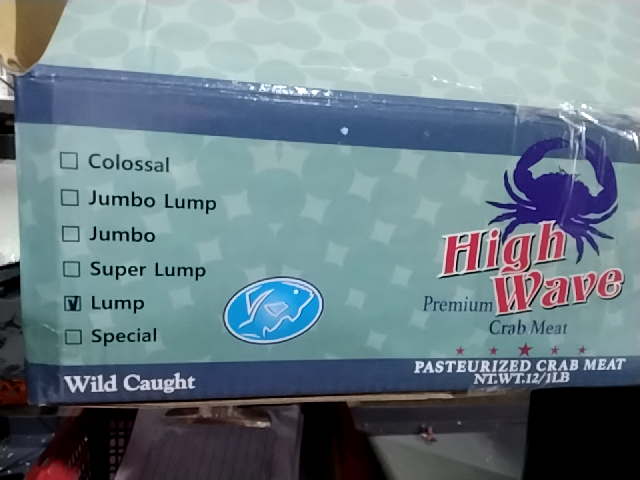 Colossal
Jumbo Lump
Jumbo
Super Lump
Lump
Special
Wild Caught
High
Wave
Premium
Crab Meat
PASTEURIZED CRAB MEAT
NT.WT.12/1LB